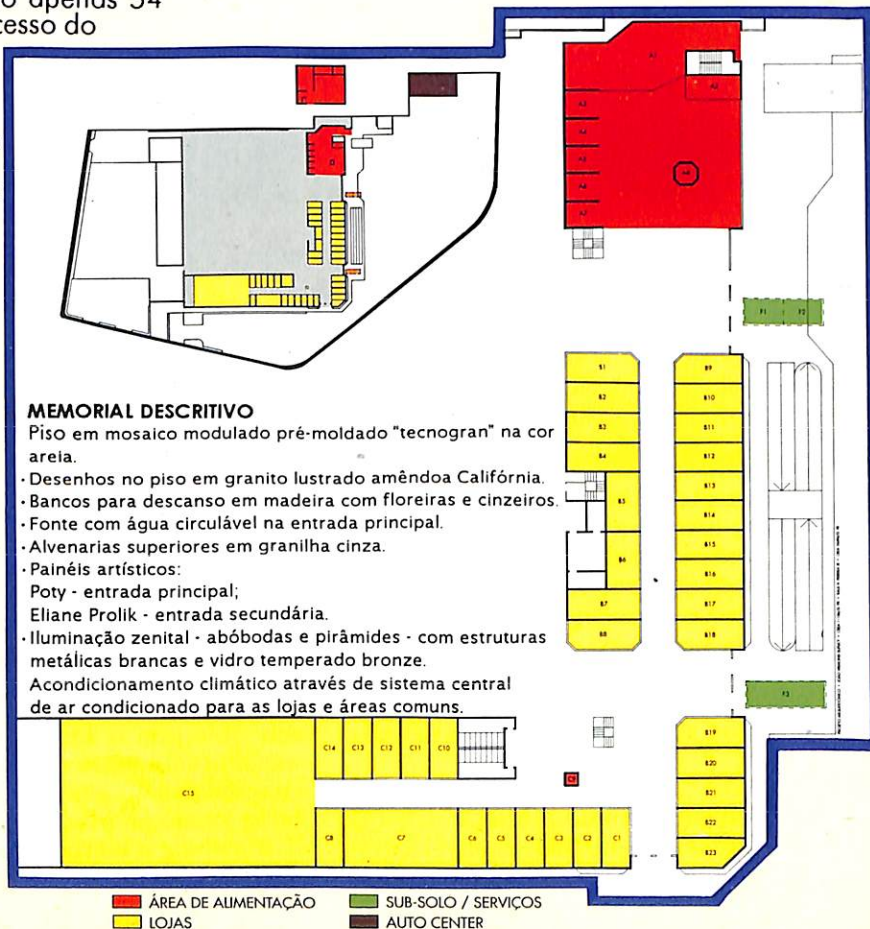 apenas 54
cesso do
A1
A2
F1 F2
B1 B9
B2 B10
B3 B11
B4 B12
B5 B13
B14
B6 B15
B16
B7 B17
B8 B18
MEMORIAL DESCRITIVO
Piso em mosaico modulado pré-moldado "tecnogran" na cor
areia.
· Desenhos no piso em granito lustrado amêndoa Califórnia.
· Bancos para descanso em madeira com floreiras e cinzeiros.
· Fonte com água circulável na entrada principal.
· Alvenarias superiores em granilha cinza.
· Painéis artísticos:
Poty - entrada principal;
Eliane Prolik - entrada secundária.
· Iluminação zenital - abóbodas e pirâmides - com estruturas
metálicas brancas e vidro temperado bronze.
Acondicionamento climático através de sistema central
de ar condicionado para as lojas e áreas comuns.
F3
C14 C13 C12 C11 C10
B19
B20
C15
B21
C8 C7 C6 C5 C4 C3 C2 C1
B22
B23
ÁREA DE ALIMENTAÇÃO
SUB-SOLO / SERVIÇOS
LOJAS
AUTO CENTER